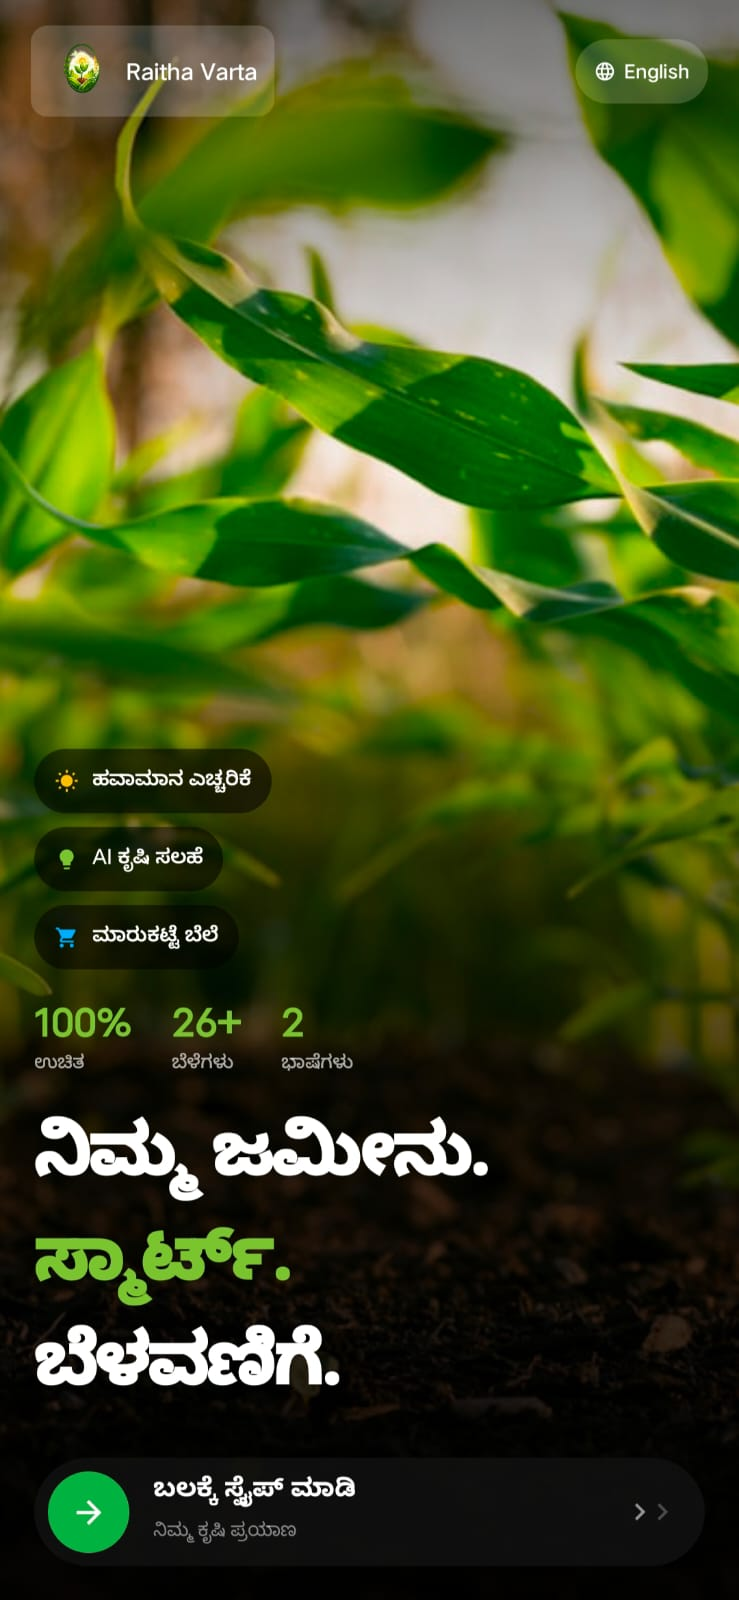 Raitha Varta
English
ಹವಾಮಾನ ಎಚ್ಚರಿಕೆ
AI ಕೃಷಿ ಸಲಹೆ
ಮಾರುಕಟ್ಟೆ ಬೆಲೆ
100% 26+ 2
ಉಚಿತ ಬೆಳೆಗಳು ಭಾಷೆಗಳು
ನಿಮ್ಮ ಜಮೀನು.
ಸ್ಮಾರ್ಟ್.
ಬೆಳವಣಿಗೆ.
ಬಲಕ್ಕೆ ಸ್ವೈಪ್ ಮಾಡಿ
ನಿಮ್ಮ ಕೃಷಿ ಪ್ರಯಾಣ